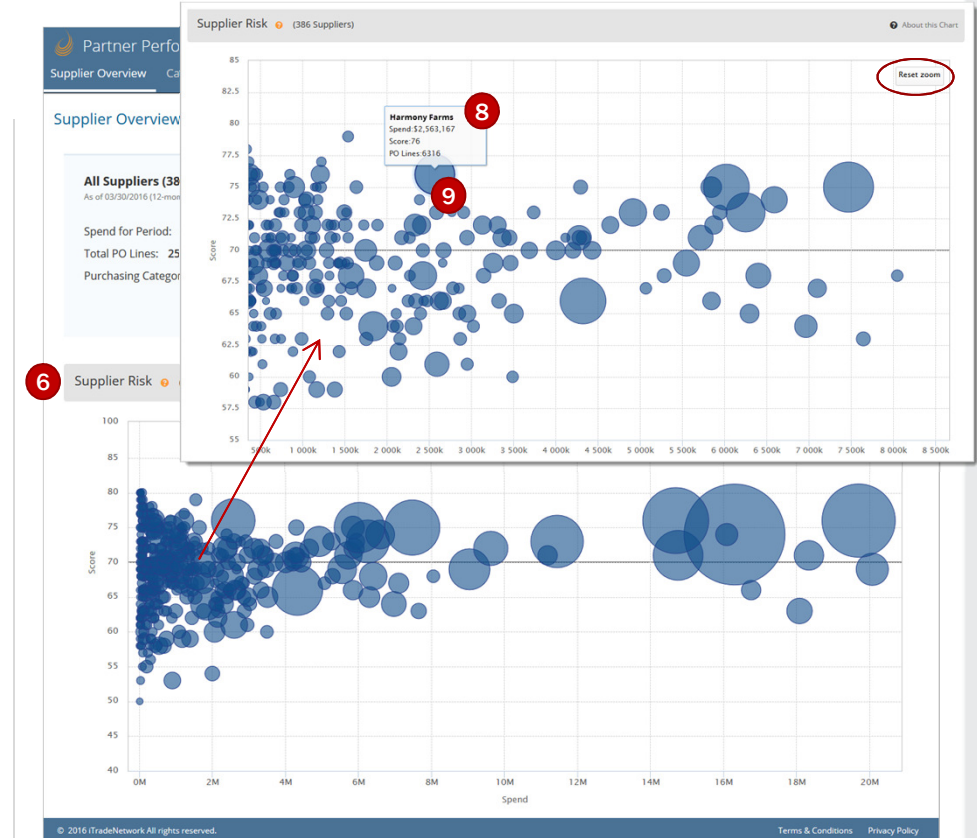 Supplier Risk ? (386 Suppliers)
? About this Chart
Reset zoom
85
82.5
80
77.5
75
72.5
70
67.5
65
62.5
60
57.5
55
Score
8
Harmony Farms
Spend:$2,563,167
Score:76
PO Lines:6316
9
500k 1 000k 1 500k 2 000k 2 500k 3 000k 3 500k 4 000k 4 500k 5 000k 5 500k 6 000k 6 500k 7 000k 7 500k 8 000k 8 500k
Partner Perfo
Supplier Overview Ca
Supplier Overview
All Suppliers (38
As of 03/30/2016 (12-mon
Spend for Period:
Total PO Lines: 25
Purchasing Categor
6
Supplier Risk ?
100
85
80
75
70
65
60
55
50
45
40
Score
0M 2M 4M 6M 8M 10M 12M 14M 16M 18M 20M
Spend
© 2016 iTradeNetwork All rights reserved.
Terms & Conditions Privacy Policy